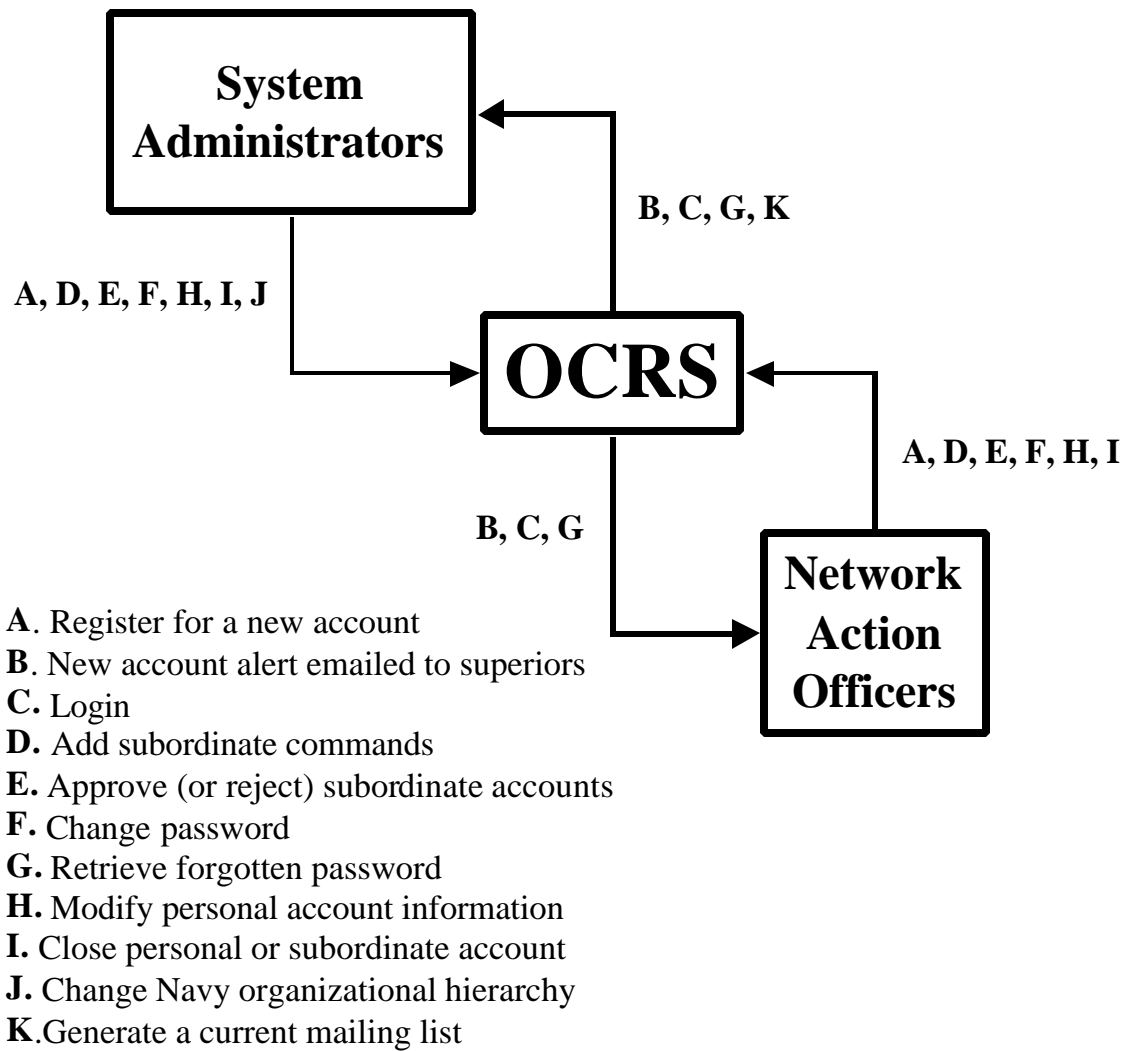 System
Administrators
B, C, G, K
A, D, E, F, H, I, J
OCRS
A, D, E, F, H, I
B, C, G
Network
Action
Officers
A. Register for a new account
B. New account alert emailed to superiors
C. Login
D. Add subordinate commands
E. Approve (or reject) subordinate accounts
F. Change password
G. Retrieve forgotten password
H. Modify personal account information
I. Close personal or subordinate account
J. Change Navy organizational hierarchy
K.Generate a current mailing list